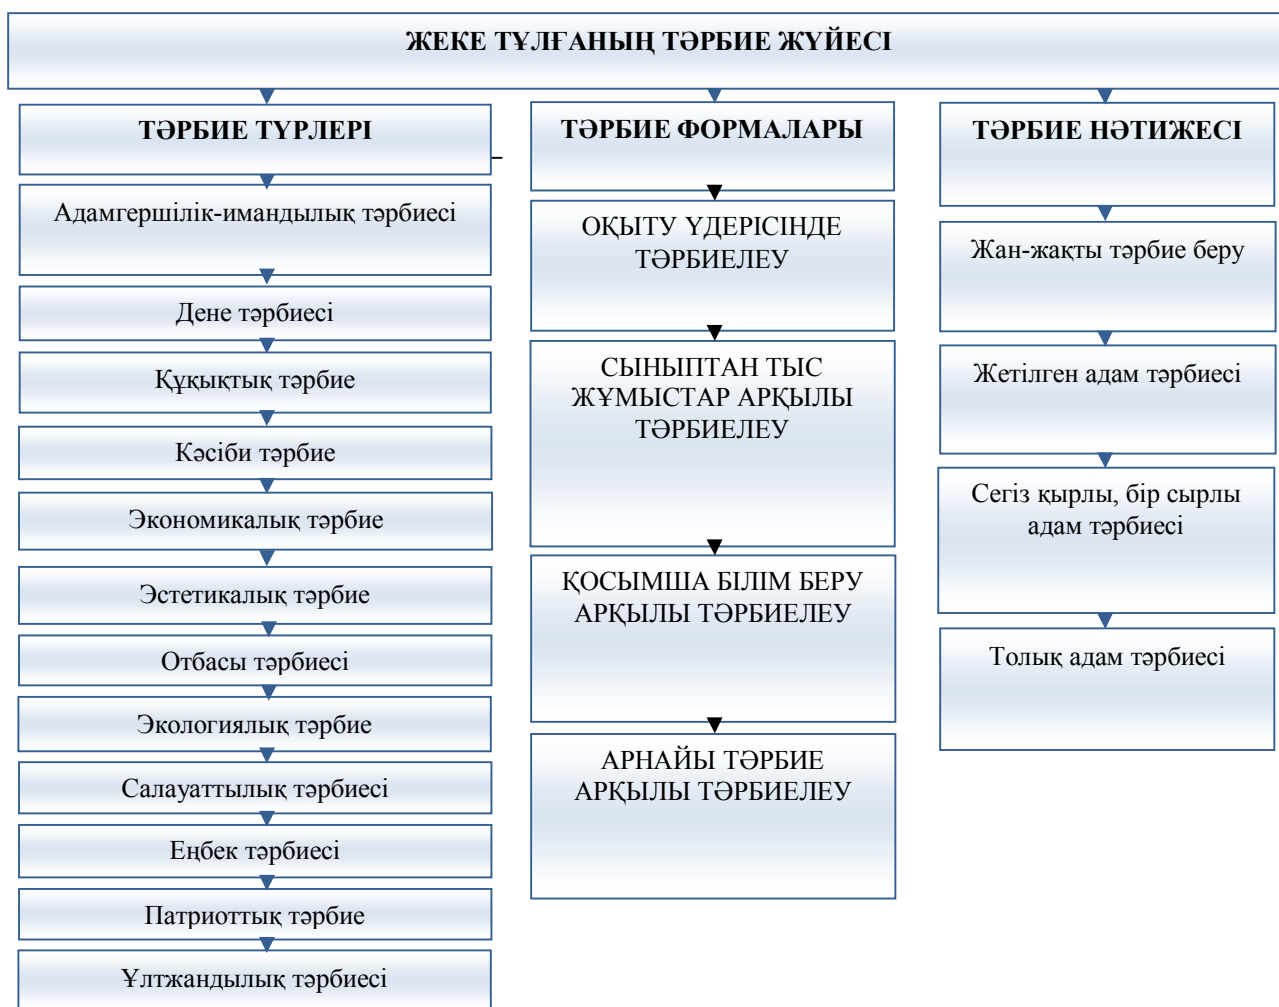 ЖЕКЕ ТҰЛҒАНЫҢ ТӘРБИЕ ЖҮЙЕСІ
ТӘРБИЕ ТҮРЛЕРІ
Адамгершілік-имандылық тәрбиесі
Дене тәрбиесі
Құқықтық тәрбие
Кәсіби тәрбие
Экономикалық тәрбие
Эстетикалық тәрбие
Отбасы тәрбиесі
Экологиялық тәрбие
Салауаттылық тәрбиесі
Еңбек тәрбиесі
Патриоттық тәрбие
Ұлтжандылық тәрбиесі
ТӘРБИЕ ФОРМАЛАРЫ
ОҚЫТУ ҮДЕРІСІНДЕ
ТӘРБИЕЛЕУ
СЫНЫПТАН ТЫС
ЖҰМЫСТАР АРҚЫЛЫ
ТӘРБИЕЛЕУ
ҚОСЫМША БІЛІМ БЕРУ
АРҚЫЛЫ ТӘРБИЕЛЕУ
АРНАЙЫ ТӘРБИЕ
АРҚЫЛЫ ТӘРБИЕЛЕУ
ТӘРБИЕ НӘТИЖЕСІ
Жан-жақты тәрбие беру
Жетілген адам тәрбиесі
Сегіз қырлы, бір сырлы
адам тәрбиесі
Толық адам тәрбиесі